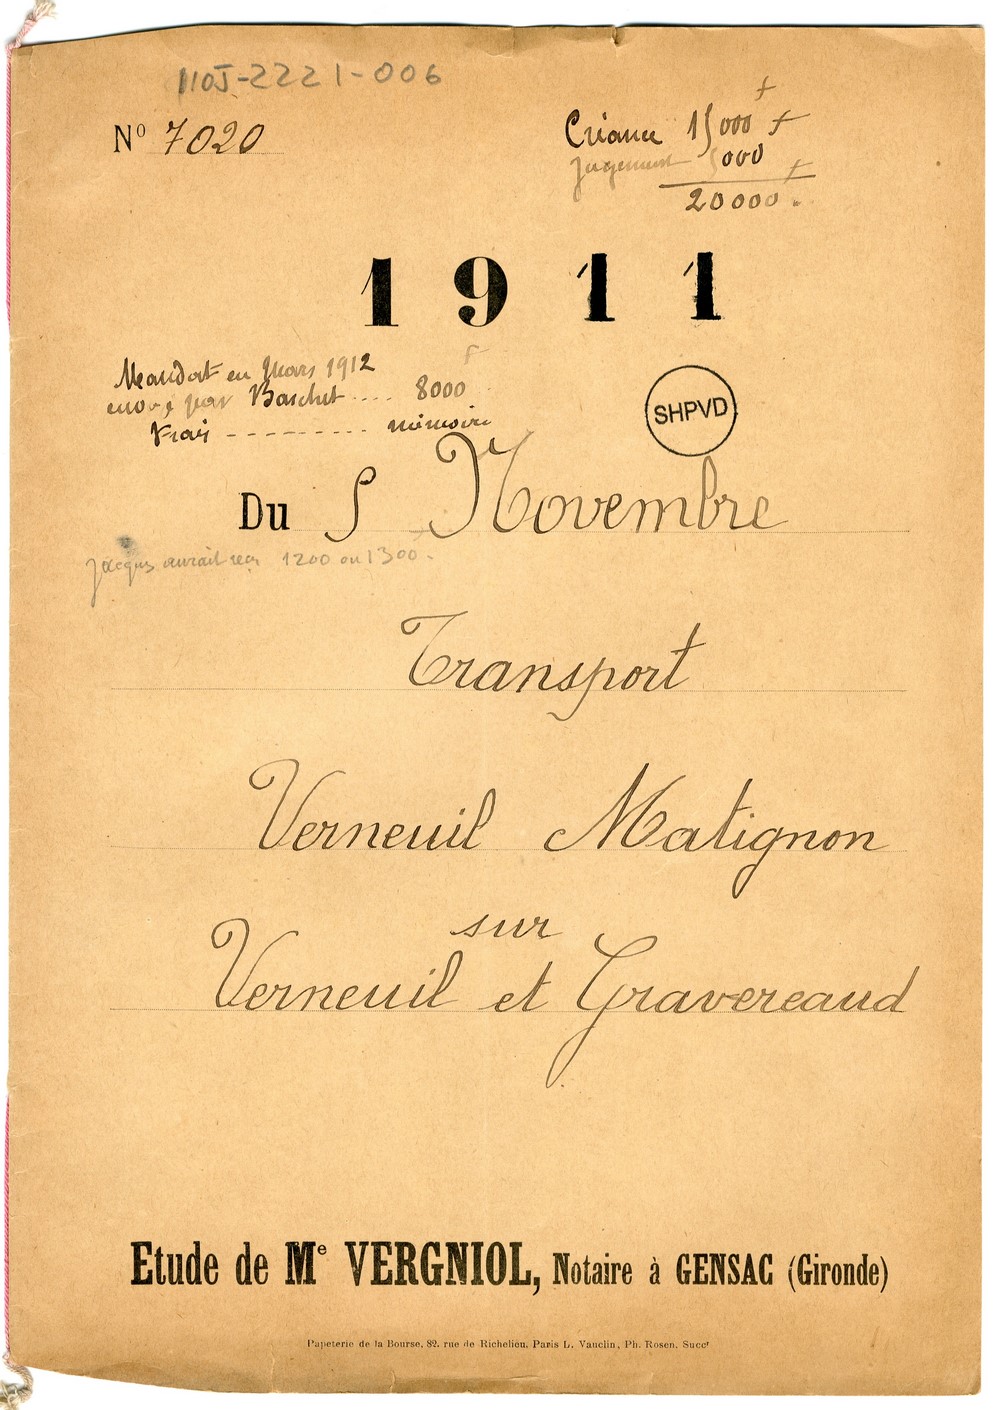 110J-2221-006
Nº 7020
Créance 15000 f
Jugement 5000 f
20000
1911
Mandat en Mars 1912
envoyé par Baschet .... 8000 f
Frais --------- mémoire
SHPVD
Du 5 Novembre
Jacques aurait reçu 1200 ou 1300.
Transport
Verneuil Matignon
sur
Verneuil et Gravereaud
Etude de Me VERGNIOL, Notaire à GENSAC (Gironde)
Papeterie de la Bourse, 82, rue de Richelieu, Paris L. Vauclin, Ph. Rosen, Succr